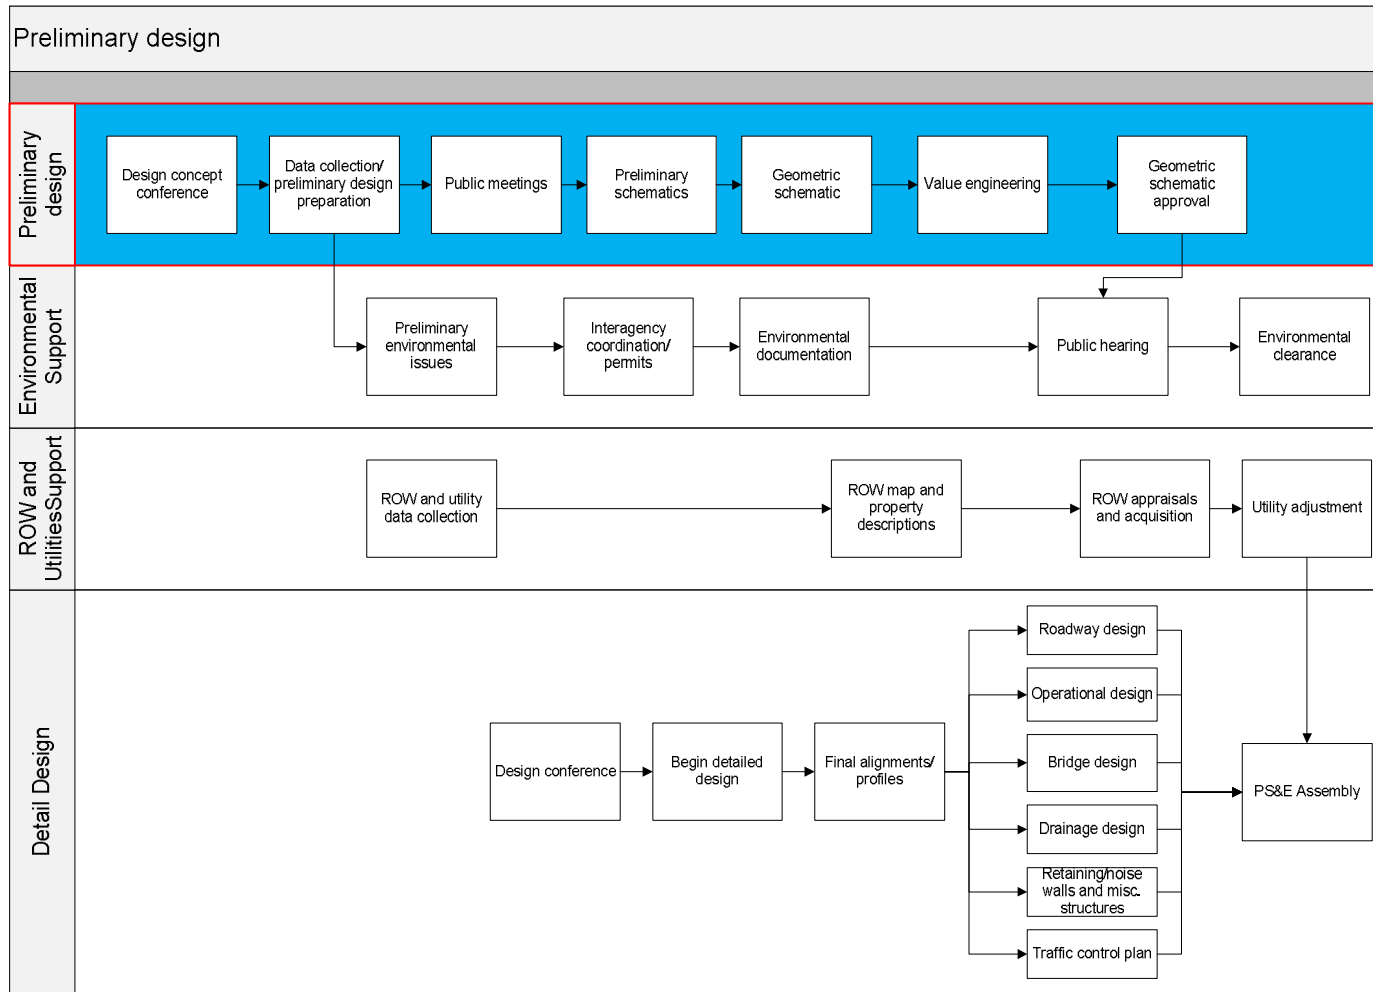 Preliminary design
Preliminary
design
Design concept
conference
Data collection/
preliminary design
preparation
Public meetings
Preliminary
schematics
Geometric
schematic
Value engineering
Geometric
schematic
approval
Environmental
Support
Preliminary
environmental
issues
Interagency
coordination/
permits
Environmental
documentation
Public hearing
Environmental
clearance
ROW and
UtilitiesSupport
ROW and utility
data collection
ROW map and
property
descriptions
ROW appraisals
and acquisition
Utility adjustment
Detail Design
Design conference
Begin detailed
design
Final alignments/
profiles
Roadway design
Operational design
Bridge design
Drainage design
Retaining/noise
walls and misc.
structures
Traffic control plan
PS&E Assembly